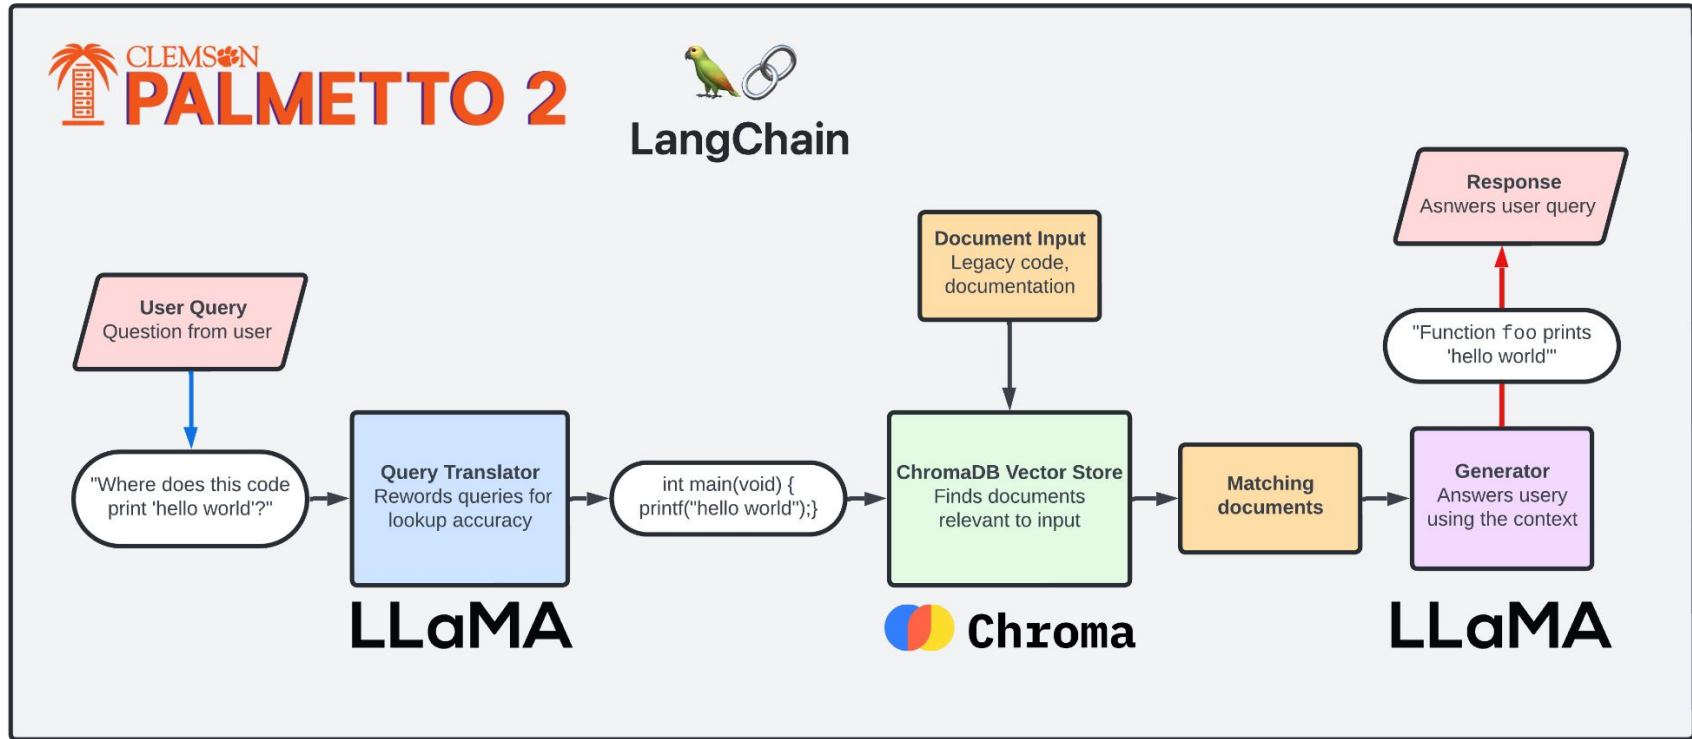 CLEMSON
PALMETTO 2
LangChain
Response
Asnwers user query
Document Input
Legacy code,
documentation
User Query
Question from user
"Function foo prints
'hello world'"
"Where does this code
print 'hello world'?"
Query Translator
Rewords queries for
lookup accuracy
int main(void) {
printf("hello world");}
ChromaDB Vector Store
Finds documents
relevant to input
Matching
documents
Generator
Answers usery
using the context
LLaMA
Chroma
LLaMA